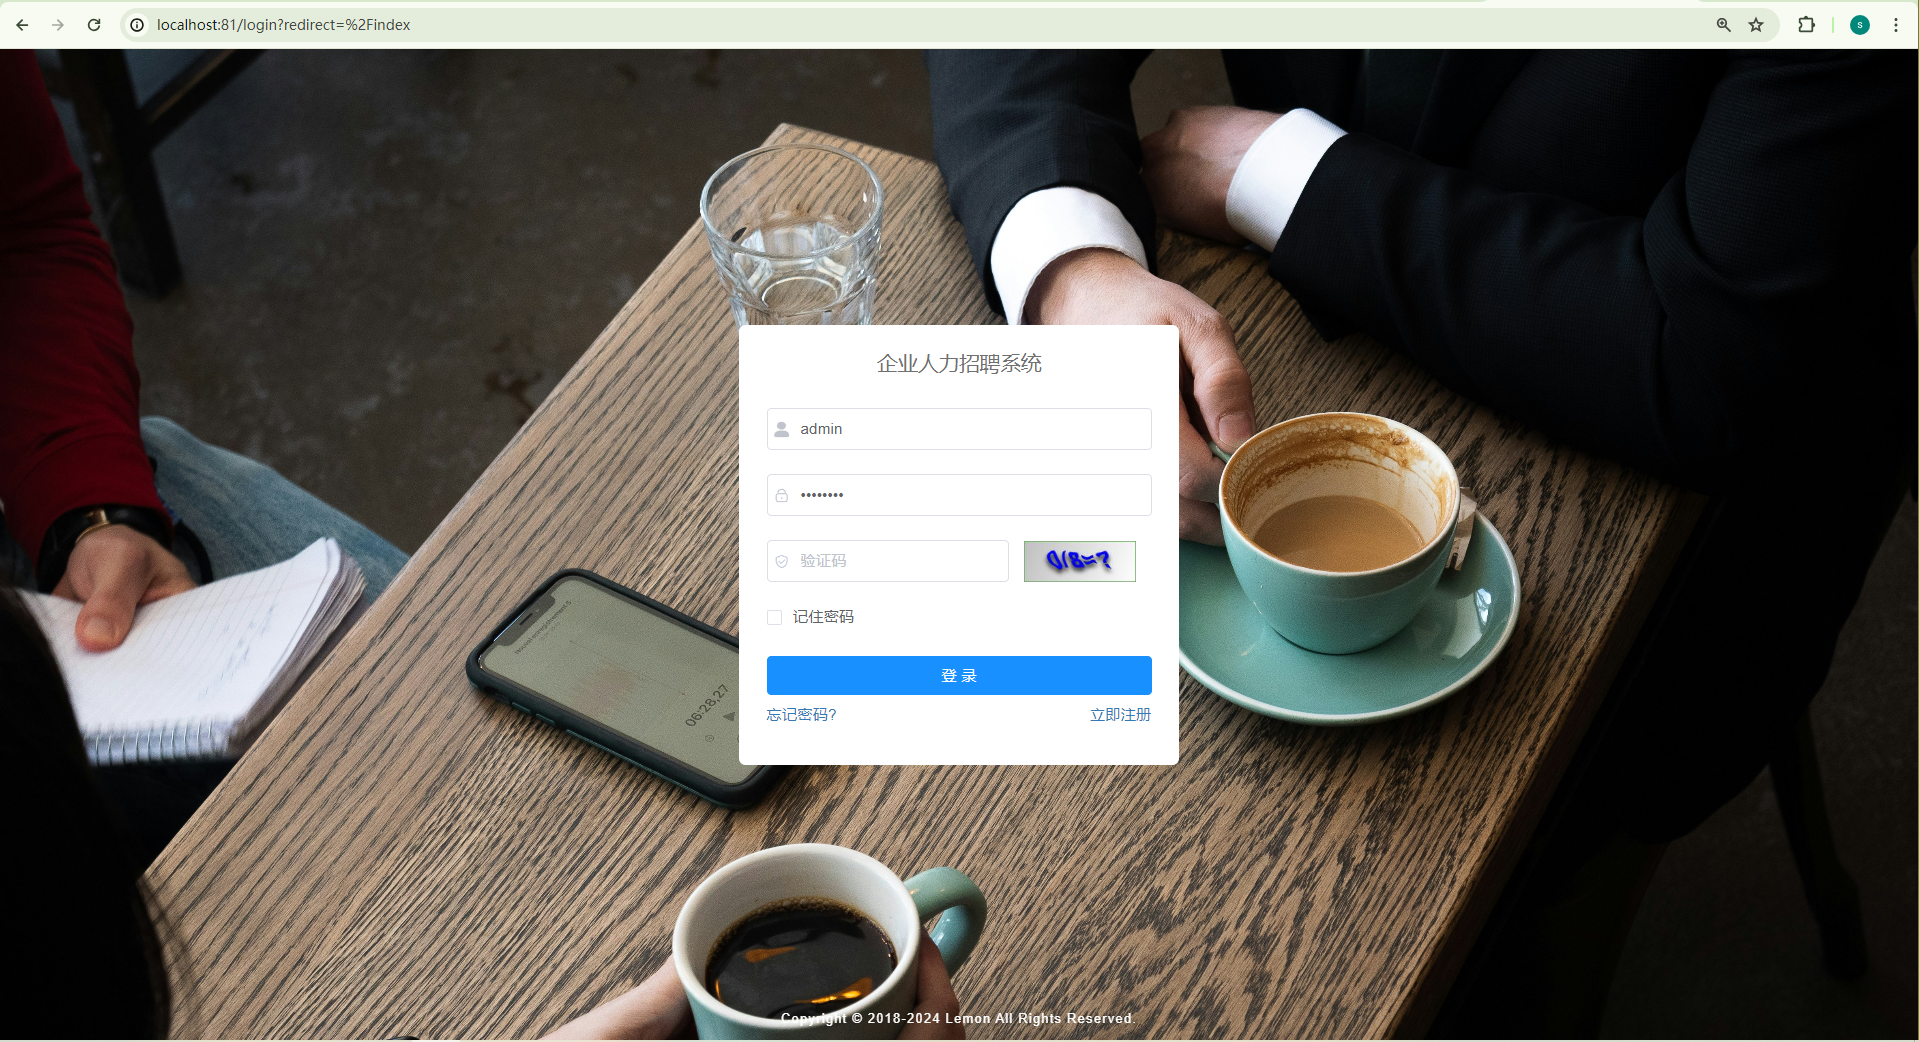 localhost:81/login?redirect=%2Findex
S
企业人力招聘系统
admin
••••••••
验证码
0/8=?
记住密码
登 录
忘记密码?
立即注册
06:28,27
Copyright © 2018-2024 Lemon All Rights Reserved.